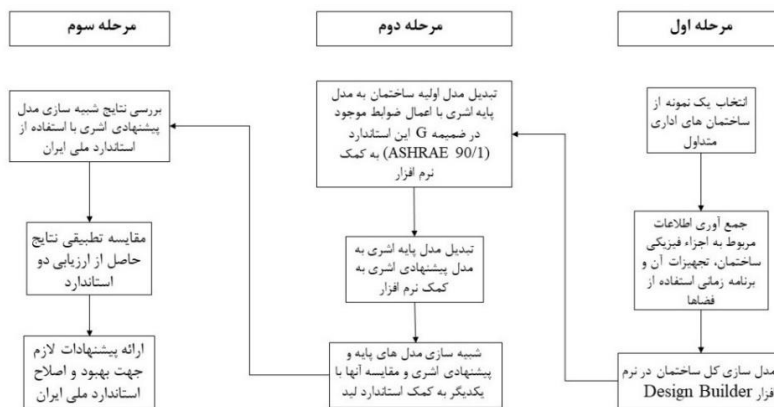 مرحله اول
انتخاب یک نمونه از
ساختمان های اداری
متداول
جمع آوری اطلاعات
مربوط به اجزاء فیزیکی
ساختمان، تجهیزات آن و
برنامه زمانی استفاده از
فضاها
مدل سازی کل ساختمان در نرم
افزار Design Builder
مرحله دوم
تبدیل مدل اولیه ساختمان به مدل
پایه اشری با اعمال ضوابط موجود
در ضمیمه G این استاندارد
(ASHRAE 90/1) به کمک
نرم افزار
تبدیل مدل پایه اشری به
مدل پیشنهادی اشری به
کمک نرم افزار
شبیه سازی مدل های پایه و
پیشنهادی اشری و مقایسه آنها با
یکدیگر به کمک استاندارد لید
مرحله سوم
بررسی نتایج شبیه سازی مدل
پیشنهادی اشری با استفاده از
استاندارد ملی ایران
مقایسه تطبیقی نتایج
حاصل از ارزیابی دو
استاندارد
ارائه پیشنهادات لازم
جهت بهبود و اصلاح
استاندارد ملی ایران